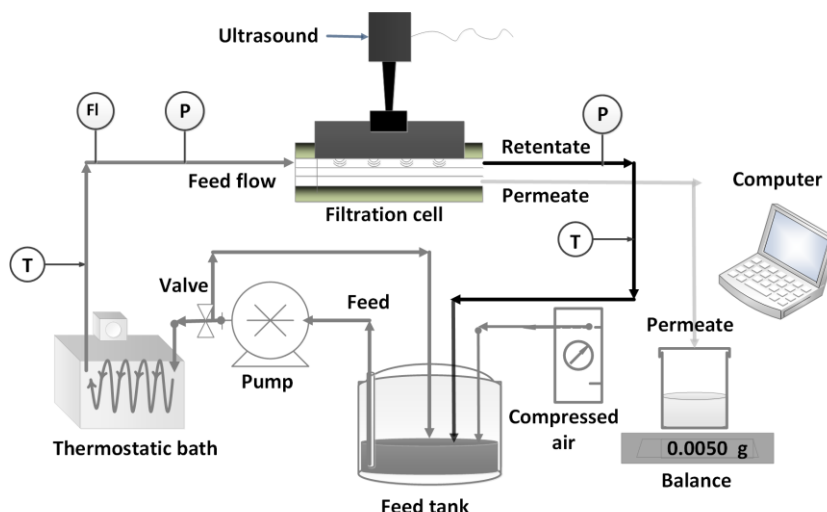 Ultrasound
Fl
P
P
Retentate
Feed flow
Permeate
Computer
Filtration cell
T
T
Valve
Feed
Permeate
Pump
Compressed
air
Thermostatic bath
0.0050 g
Balance
Feed tank